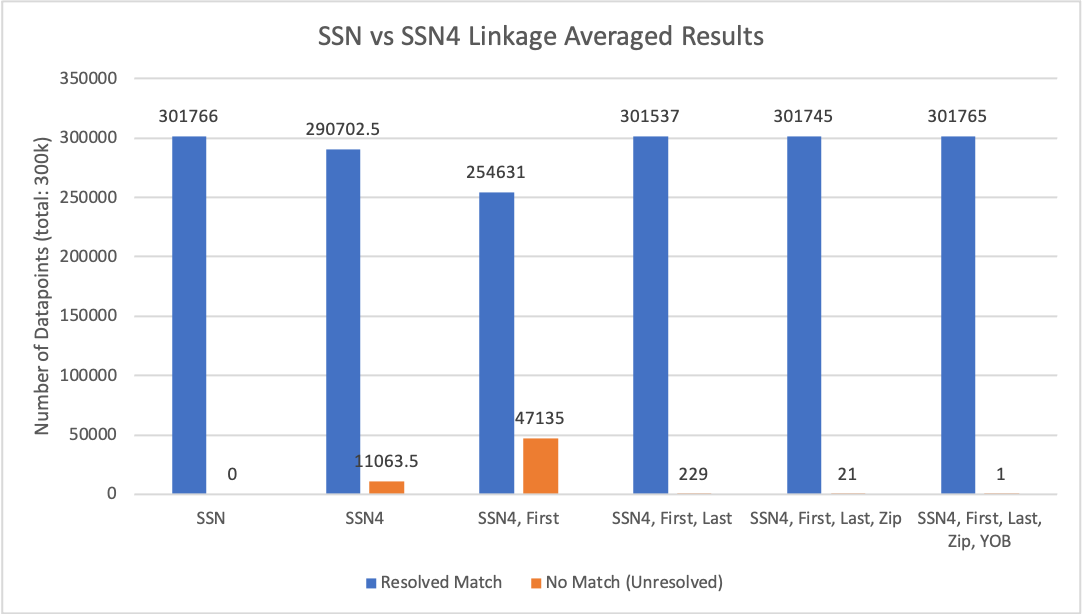 SSN vs SSN4 Linkage Averaged Results
Number of Datapoints (total: 300k)
350000
300000
250000
200000
150000
100000
50000
0
301766
0
290702.5
11063.5
254631
47135
301537
229
301745
21
301765
1
SSN
SSN4
SSN4, First
SSN4, First, Last
SSN4, First, Last, Zip
SSN4, First, Last,
Zip, YOB
Resolved Match
No Match (Unresolved)